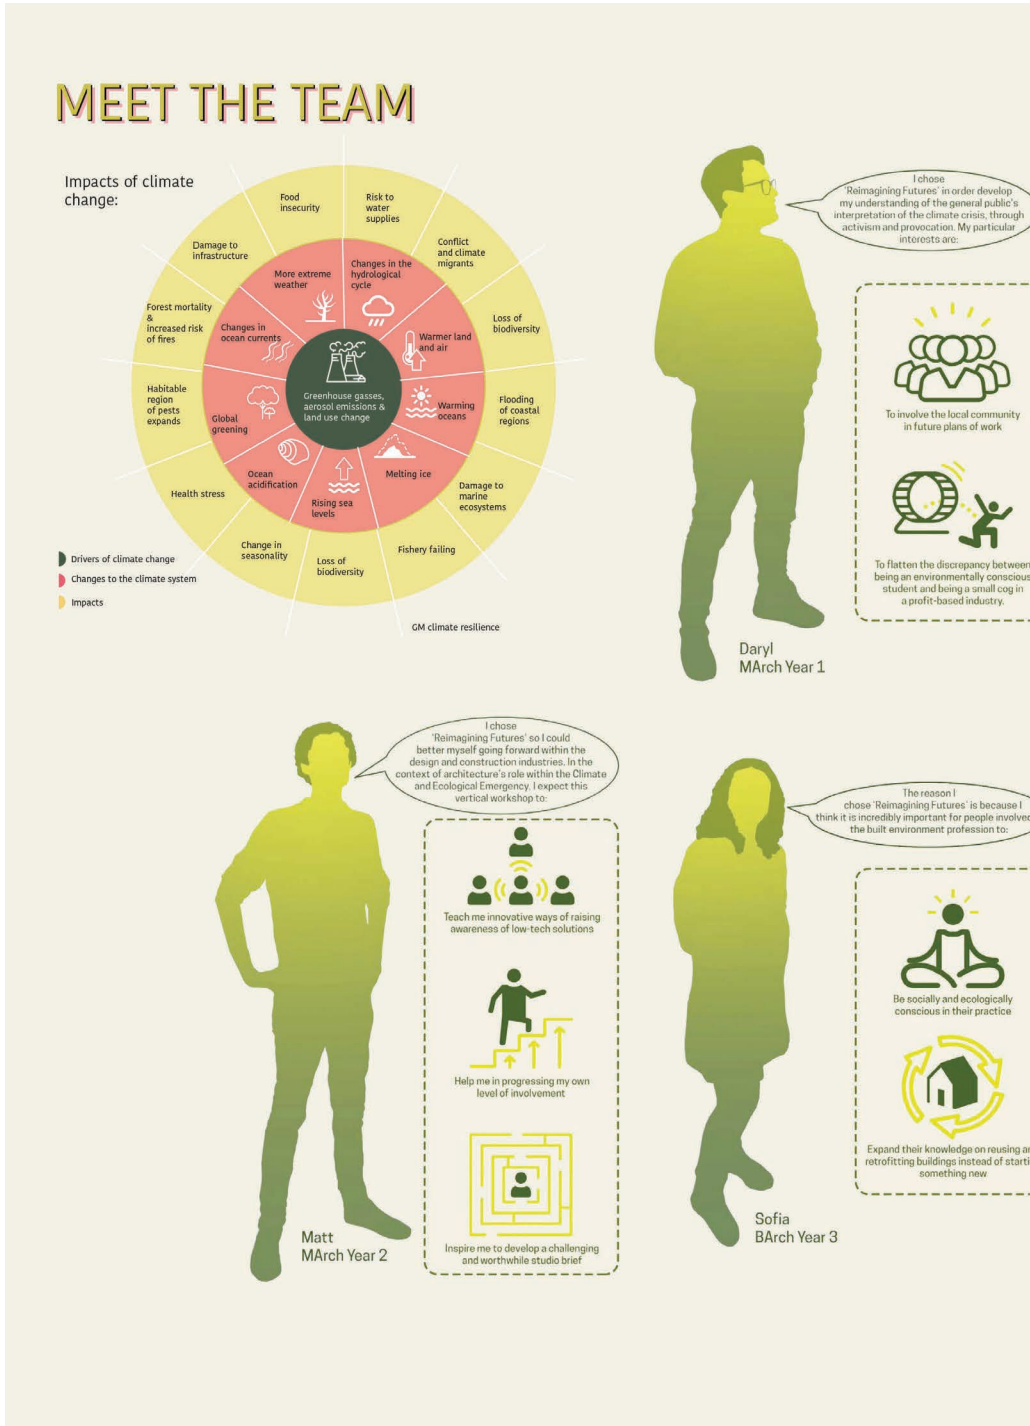 MEET THE TEAM
Impacts of climate
change:
Food
insecurity
Risk to
water
supplies
Conflict
and climate
migrants
Loss of
biodiversity
Flooding
of coastal
regions
Damage to
marine
ecosystems
Fishery failing
Loss of
biodiversity
Change in
seasonality
Health stress
Habitable
region
of pests
expands
Forest mortality
&
increased risk
of fires
Damage to
infrastructure
More extreme
weather
Changes in the
hydrological
cycle
Warmer land
and air
Warming
oceans
Melting ice
Rising sea
levels
Ocean
acidification
Global
greening
Changes in
ocean currents
Greenhouse gasses,
aerosol emissions &
land use change
Drivers of climate change
Changes to the climate system
Impacts
GM climate resilience
I chose
'Reimagining Futures' in order develop
my understanding of the general public's
interpretation of the climate crisis, through
activism and provocation. My particular
interests are:
To involve the local community
in future plans of work
To flatten the discrepancy between
being an environmentally conscious
student and being a small cog in
a profit-based industry.
Daryl
MArch Year 1
I chose
'Reimagining Futures' so I could
better myself going forward within the
design and construction industries. In the
context of architecture's role within the Climate
and Ecological Emergency, I expect this
vertical workshop to:
Teach me innovative ways of raising
awareness of low-tech solutions
Help me in progressing my own
level of involvement
Inspire me to develop a challenging
and worthwhile studio brief
Matt
MArch Year 2
The reason I
chose 'Reimagining Futures' is because I
think it is incredibly important for people involved
the built environment profession to:
Be socially and ecologically
conscious in their practice
Expand their knowledge on reusing
retrofitting buildings instead of
something new
Sofia
BArch Year 3